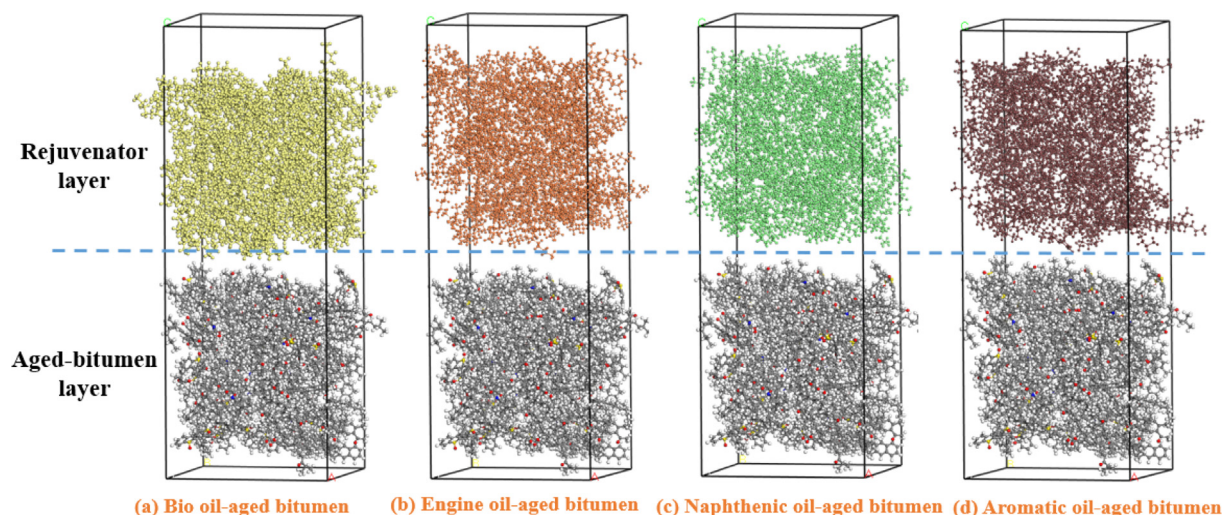 Rejuvenator
layer
Aged-bitumen
layer
(a) Bio oil-aged bitumen
(b) Engine oil-aged bitumen
(c) Naphthenic oil-aged bitumen
(d) Aromatic oil-aged bitumen